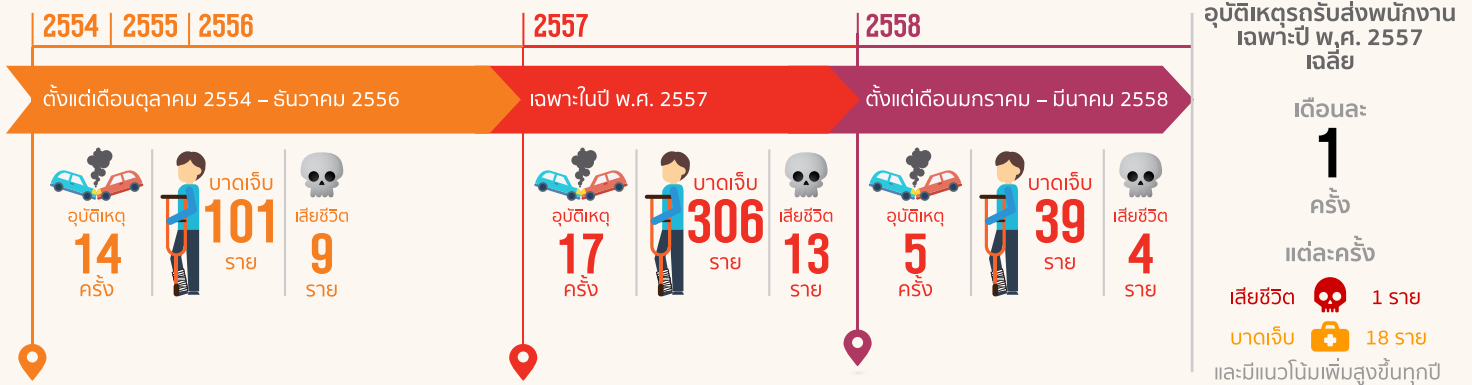 2554
2555
2556
2557
2558
ตั้งแต่เดือนตุลาคม 2554 – ธันวาคม 2556
เฉพาะในปี พ.ศ. 2557
ตั้งแต่เดือนมกราคม – มีนาคม 2558
อุบัติเหตุ
14
ครั้ง
บาดเจ็บ
101
ราย
เสียชีวิต
9
ราย
อุบัติเหตุ
17
ครั้ง
บาดเจ็บ
306
ราย
เสียชีวิต
13
ราย
อุบัติเหตุ
5
ครั้ง
บาดเจ็บ
39
ราย
เสียชีวิต
4
ราย
อุบัติเหตุรถรับส่งพนักงาน
เฉพาะปี พ.ศ. 2557
เฉลี่ย
เดือนละ
1
ครั้ง
แต่ละครั้ง
เสียชีวิต 1 ราย
บาดเจ็บ 18 ราย
และมีแนวโน้มเพิ่มสูงขึ้นทุกปี